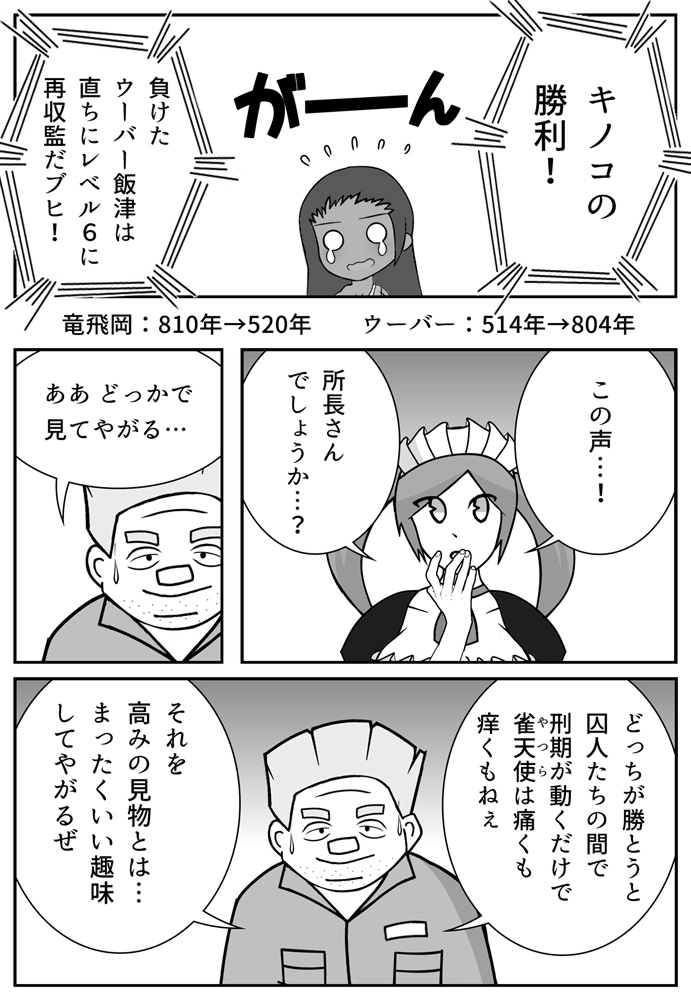 キノコの
勝利！
がーーん
負けた
ウーバー飯津は
直ちにレベル６に
再収監だブヒ！
竜飛岡：810年→520年
ウーバー：514年→804年
この声…！
所長さん
でしょうか…？
ああ どっかで
見てやがる…
どっちが勝とうと
囚人たちの間で
刑期が動くだけで
雀天使は痛くも
やつら
痒くもねぇ
それを
高みの見物とは…
まったくいい趣味
してやがるぜ